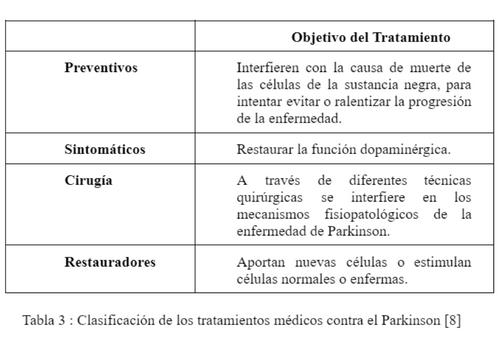 Objetivo del Tratamiento
Preventivos
Interfieren con la causa de muerte de
las células de la sustancia negra, para
intentar evitar o ralentizar la progresión
de la enfermedad.
Sintomáticos
Restaurar la función dopaminérgica.
Cirugía
A través de diferentes técnicas
quirúrgicas se interfiere en los
mecanismos fisiopatológicos de la
enfermedad de Parkinson.
Restauradores
Aportan nuevas células o estimulan
células normales o enfermas.
Tabla 3 : Clasificación de los tratamientos médicos contra el Parkinson [8]